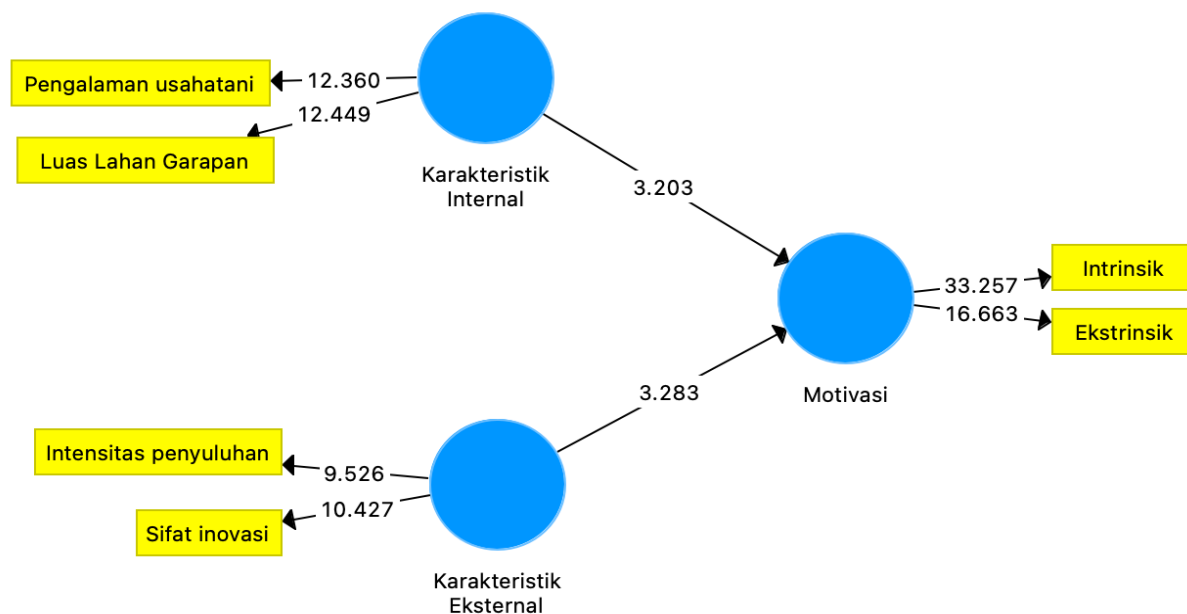 Pengalaman usahatani
12.360
12.449
Luas Lahan Garapan
Karakteristik
Internal
3.203
Intrinsik
33.257
16.663
Ekstrinsik
Motivasi
3.283
Intensitas penyuluhan
9.526
10.427
Sifat inovasi
Karakteristik
Eksternal